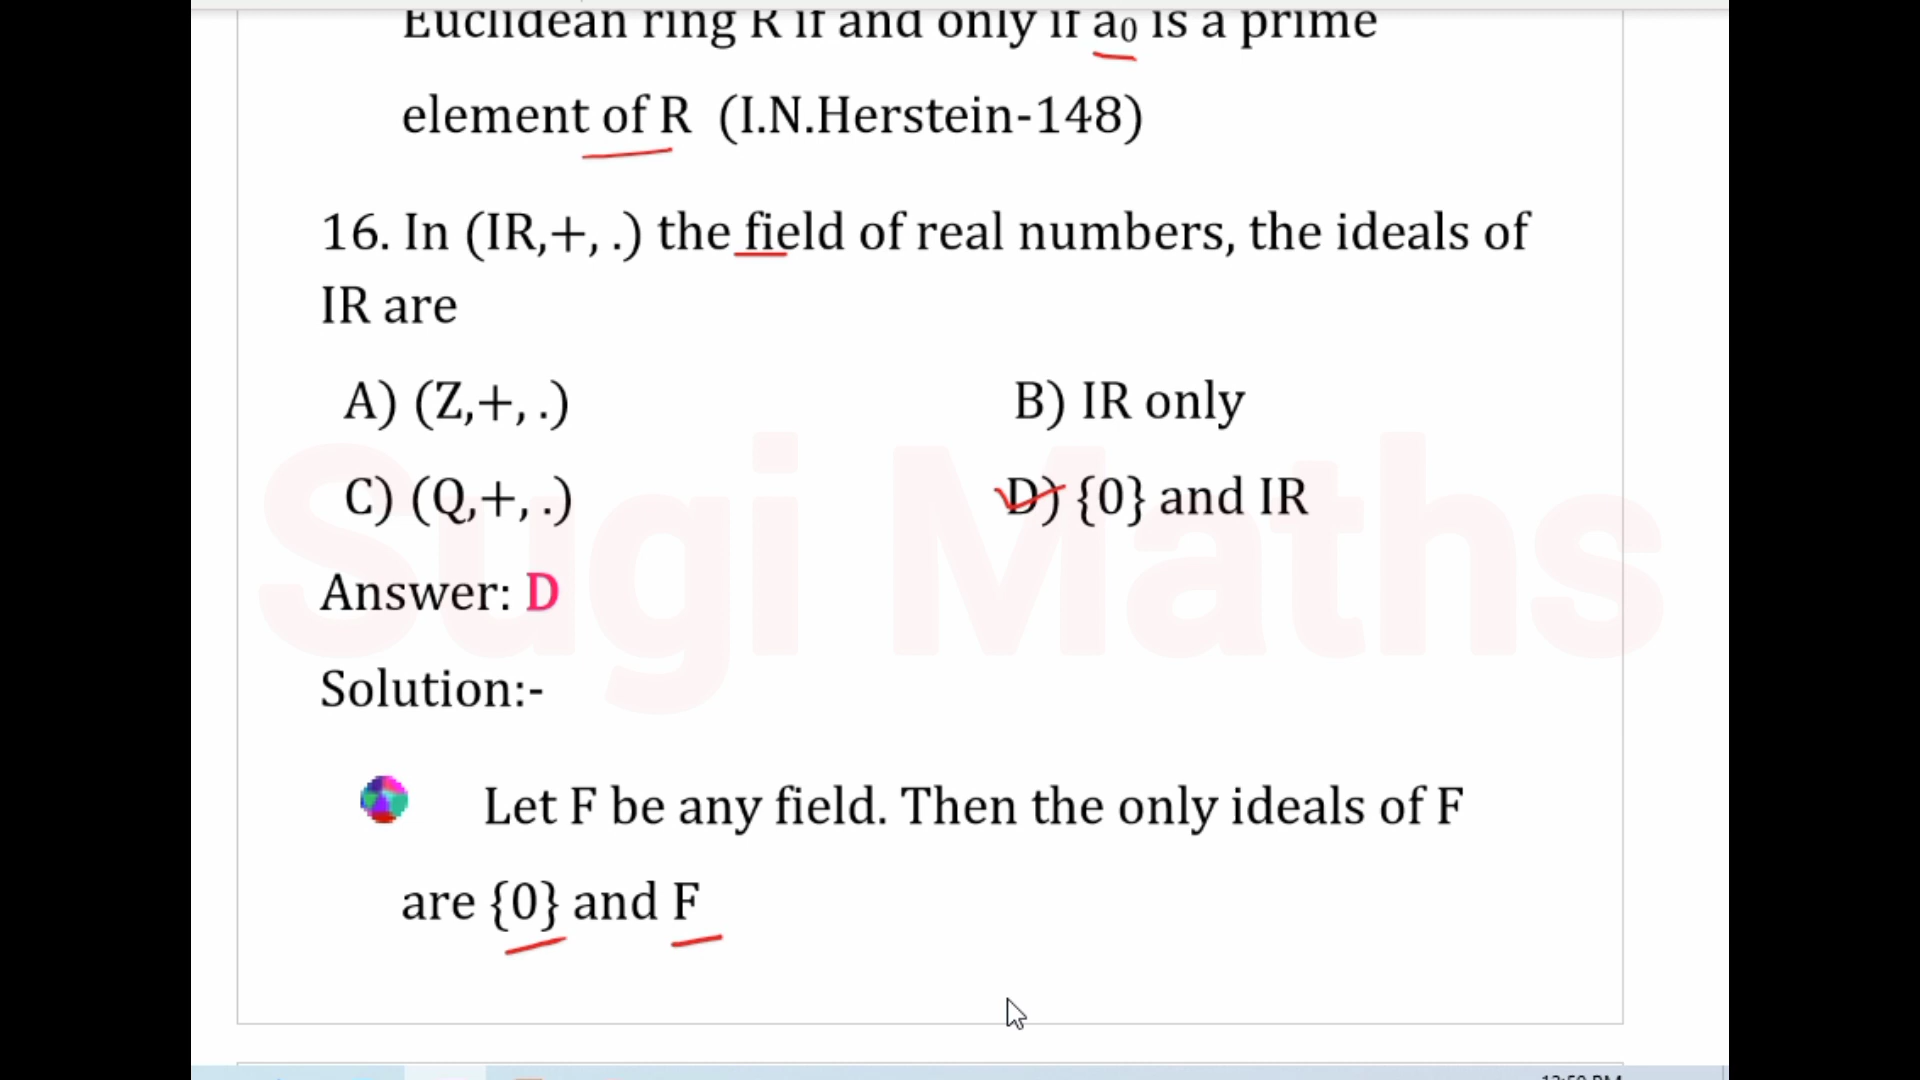 Euclidean ring R if and only if a₀ is a prime
element of R (I.N.Herstein-148)
16. In (IR,+, .) the field of real numbers, the ideals of
IR are
A) (Z,+, .)
B) IR only
C) (Q,+, .)
D) {0} and IR
Answer: D
Solution:-
Let F be any field. Then the only ideals of F
are {0} and F
Sugi Maths